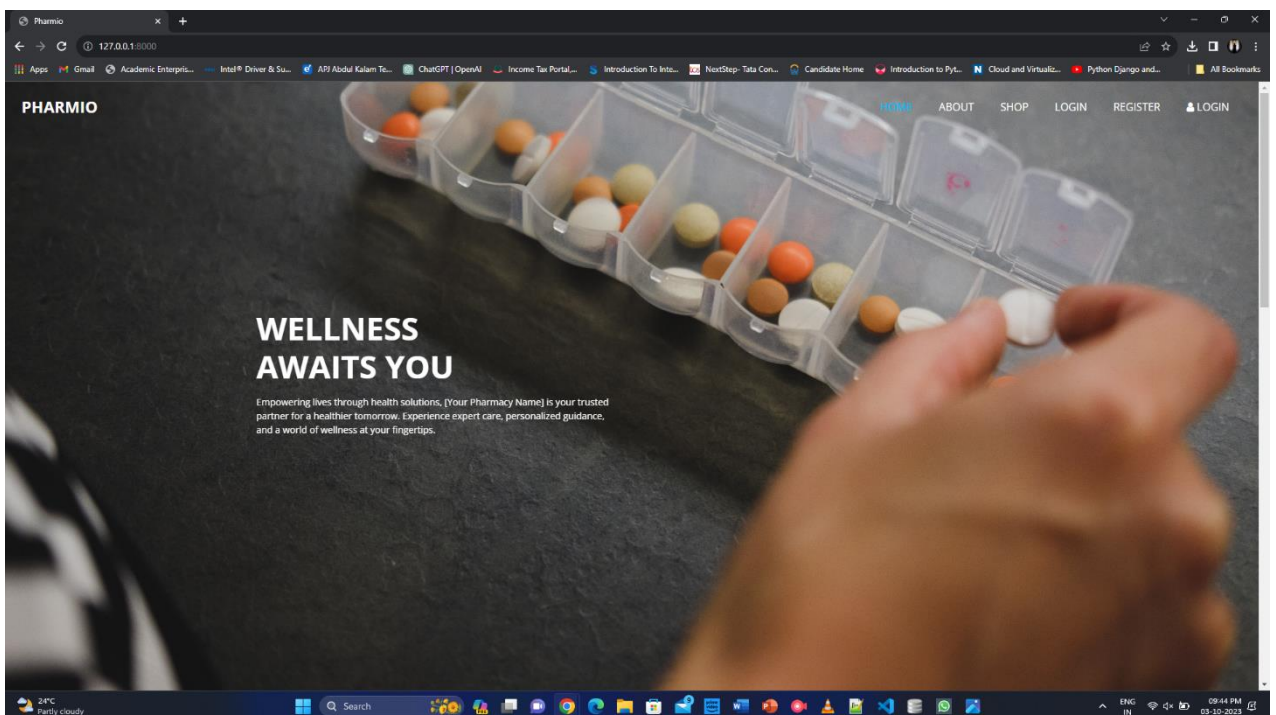 Pharmio
127.0.0.1:8000
Apps Gmail Academic Enterpris... Intel® Driver & Su... APJ Abdul Kalam Te... ChatGPT | OpenAI Income Tax Portal,... Introduction To Inte... NextStep- Tata Con... Candidate Home Introduction to Pyt... Cloud and Virtualiz... Python Django and... All Bookmarks
PHARMIO HOME ABOUT SHOP LOGIN REGISTER LOGIN
WELLNESS
AWAITS YOU
Empowering lives through health solutions, [Your Pharmacy Name] is your trusted
partner for a healthier tomorrow. Experience expert care, personalized guidance,
and a world of wellness at your fingertips.
24°C
Partly cloudy
Search
ENG
IN
09:44 PM
03-10-2023